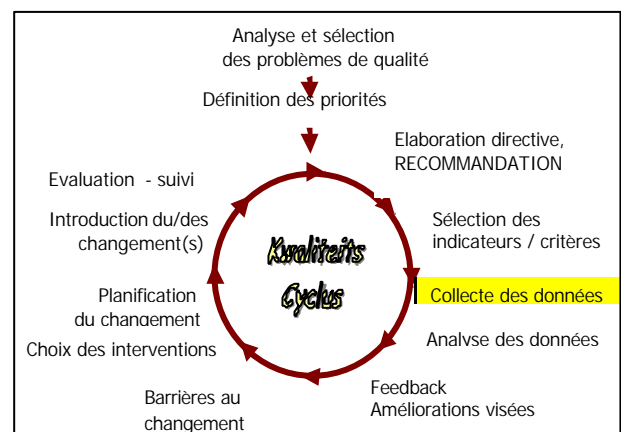 Analyse et sélection
des problèmes de qualité
Définition des priorités
Elaboration directive,
RECOMMANDATION
Sélection des
indicateurs / critères
Collecte des données
Analyse des données
Feedback
Améliorations visées
Barrières au
changement
Choix des interventions
Planification
du changement
Introduction du/des
changement(s)
Evaluation - suivi
Kwaliteits
Cyclus